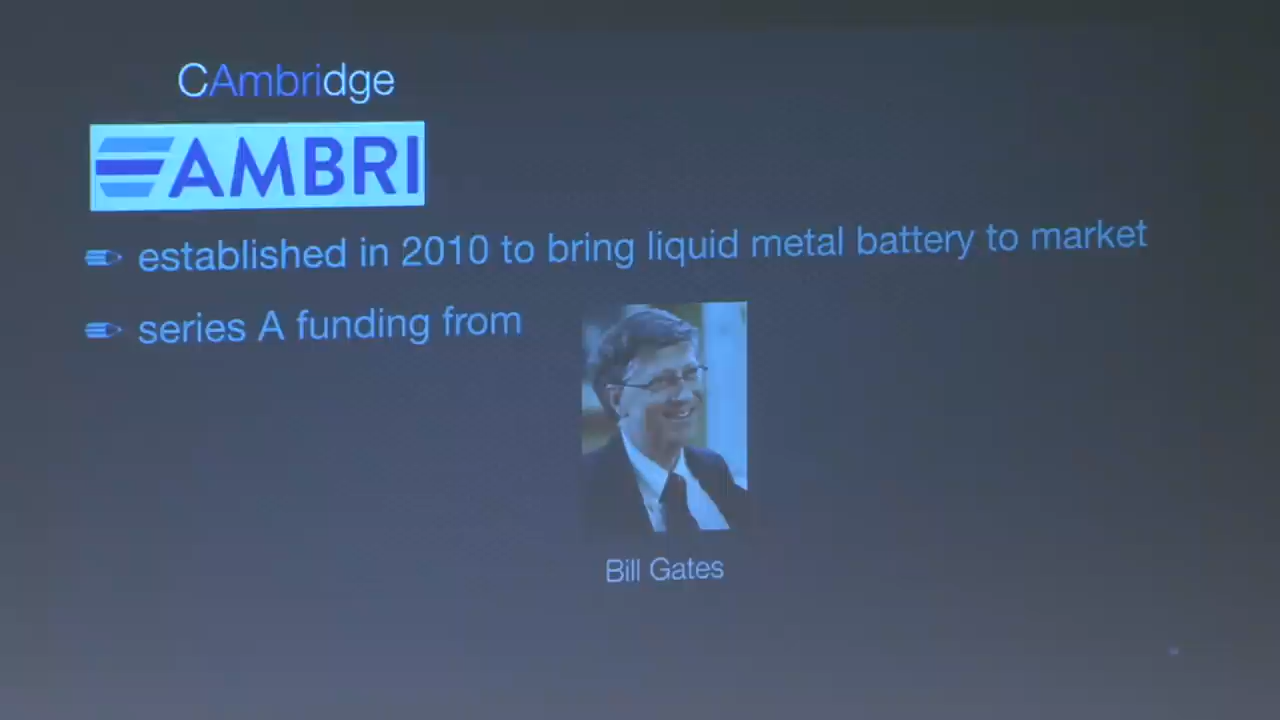 CAmbridge
AMBRI
established in 2010 to bring liquid metal battery to market
series A funding from
Bill Gates